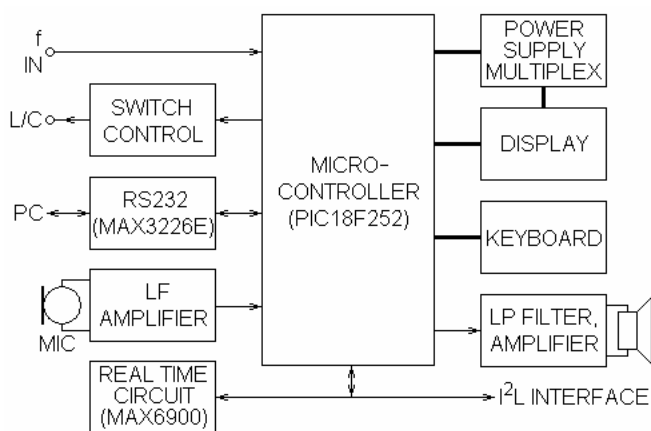 f
IN
L/C
SWITCH
CONTROL
PC
RS232
(MAX3226E)
LF
AMPLIFIER
MIC
REAL TIME
CIRCUIT
(MAX6900)
MICRO-
CONTROLLER
(PIC18F252)
POWER
SUPPLY
MULTIPLEX
DISPLAY
KEYBOARD
LP FILTER,
AMPLIFIER
I²L INTERFACE